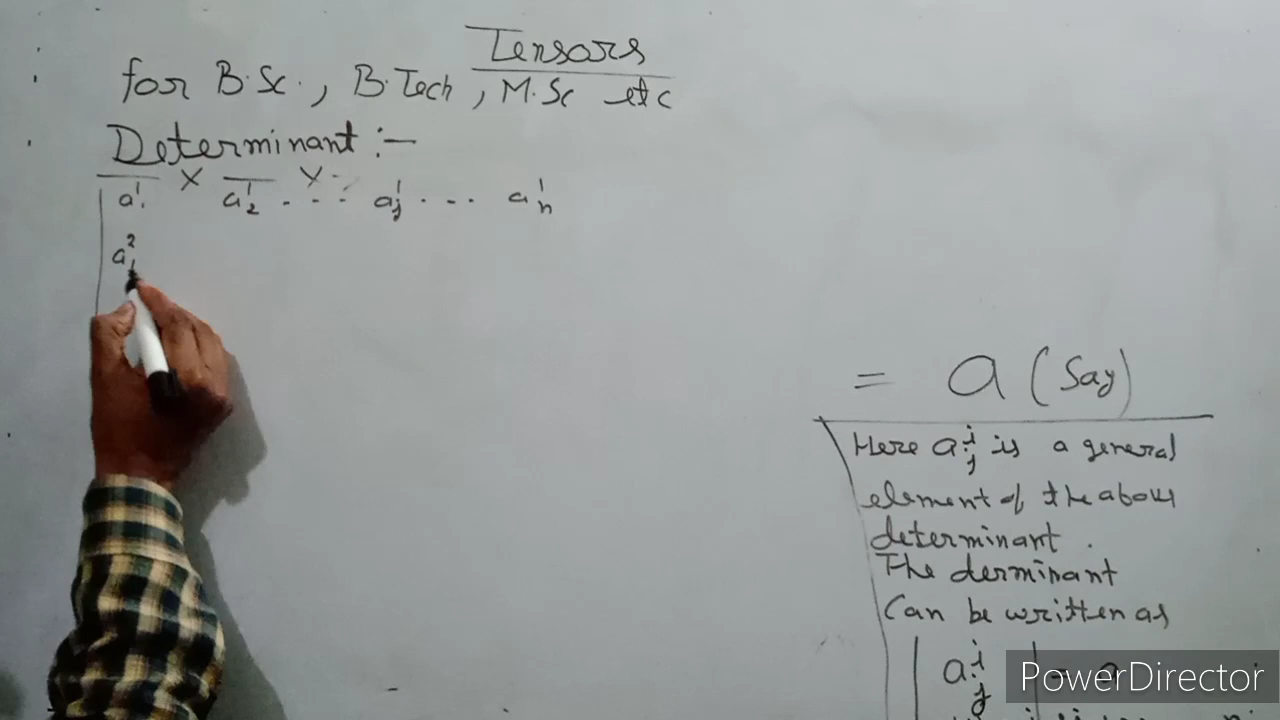 Tensors
for B.Sc., B.Tech, M.Sc etc
Determinant :-
a¹₁ a¹₂ ... a¹ⱼ ... a¹ₙ
a²₁
= a (Say)
Here aⁱⱼ is a general
element of the above
determinant.
The derminant
Can be written as
|aⁱⱼ| = a
PowerDirector